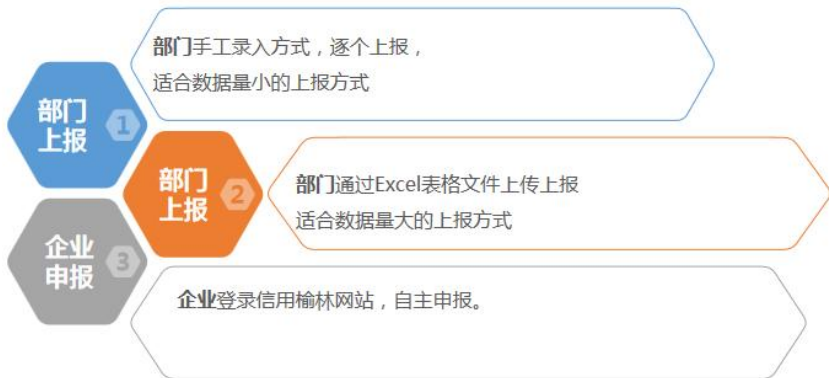 部门手工录入方式，逐个上报，
适合数据最小的上报方式
部门
上报
1
部门
上报
2
部门通过Excel表格文件上传上报
适合数据最大的上报方式
企业
申报
3
企业登录信用榆林网站，自主申报。